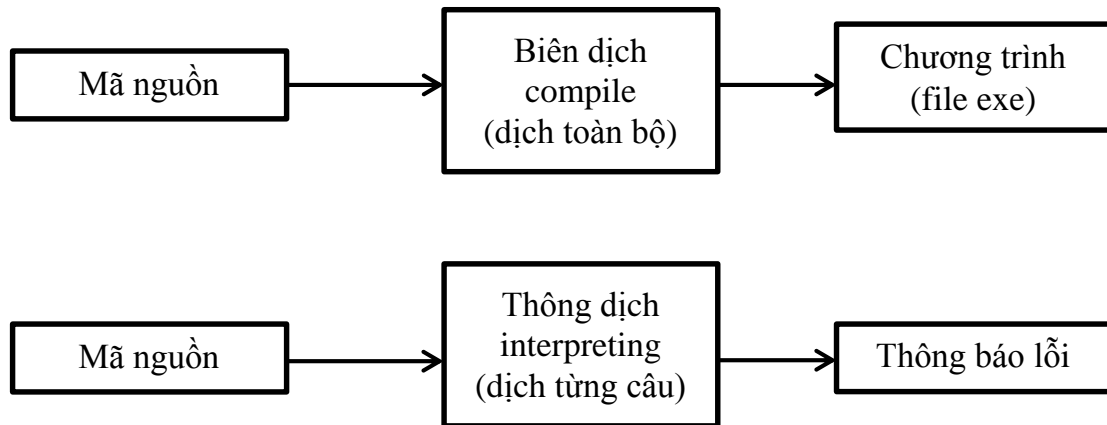 Mã nguồn
Biên dịch
compile
(dịch toàn bộ)
Chương trình
(file exe)
Mã nguồn
Thông dịch
interpreting
(dịch từng câu)
Thông báo lỗi